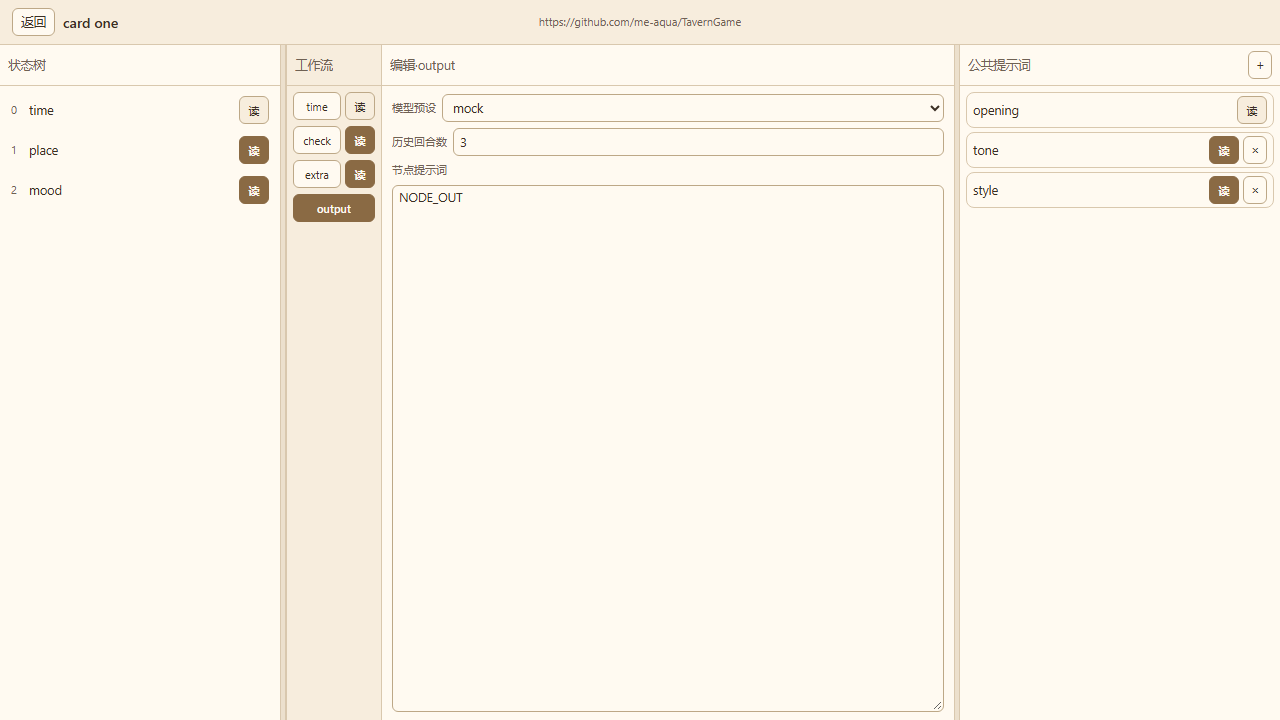 返回 card one https://github.com/me-aqua/TavernGame
状态树
0 time 读
1 place 读
2 mood 读
工作流
time 读
check 读
extra 读
output
编辑·output
模型预设 mock
历史回合数 3
节点提示词
NODE_OUT
公共提示词 +
opening 读
tone 读 ×
style 读 ×